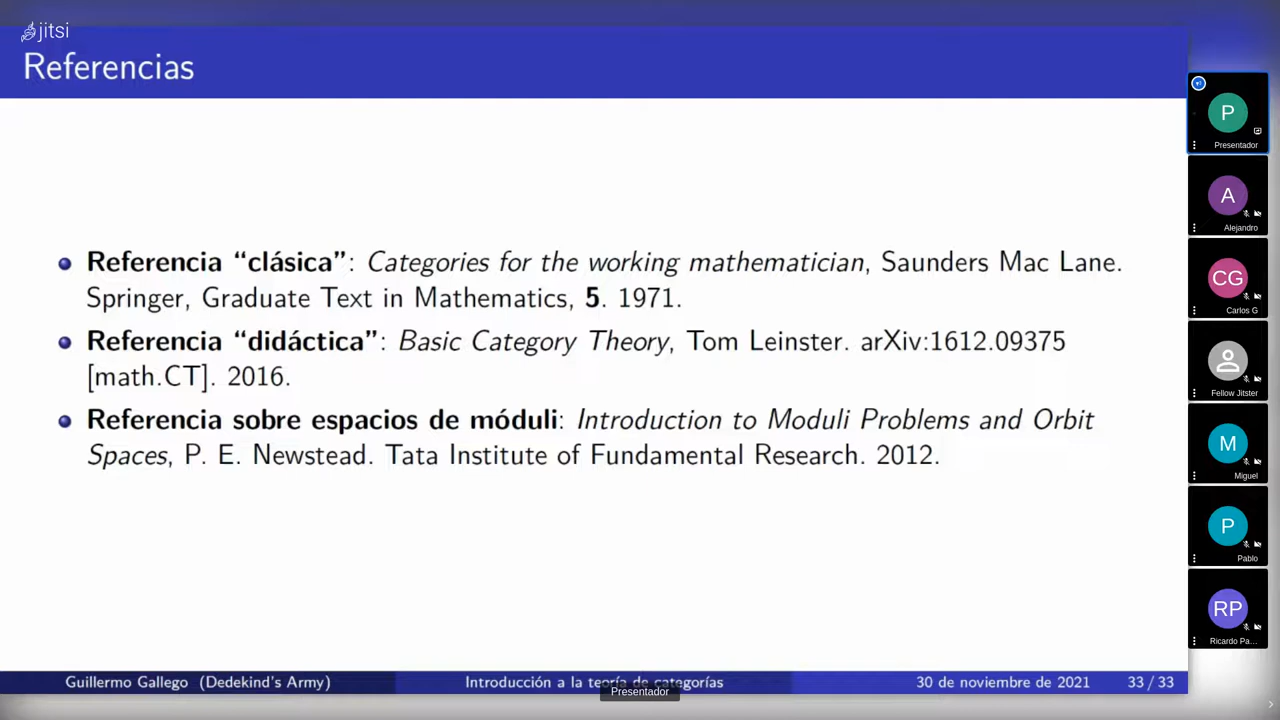 jitsi
Referencias
Referencia “clásica”: Categories for the working mathematician, Saunders Mac Lane.
Springer, Graduate Text in Mathematics, 5. 1971.
Referencia “didáctica”: Basic Category Theory, Tom Leinster. arXiv:1612.09375
[math.CT]. 2016.
Referencia sobre espacios de móduli: Introduction to Moduli Problems and Orbit
Spaces, P. E. Newstead. Tata Institute of Fundamental Research. 2012.
Guillermo Gallego (Dedekind's Army)
Introducción a la teoría de categorías
30 de noviembre de 2021
33 / 33
Presentador
P
Presentador
A
Alejandro
CG
Carlos G
Fellow Jitster
M
Miguel
P
Pablo
RP
Ricardo Pa...